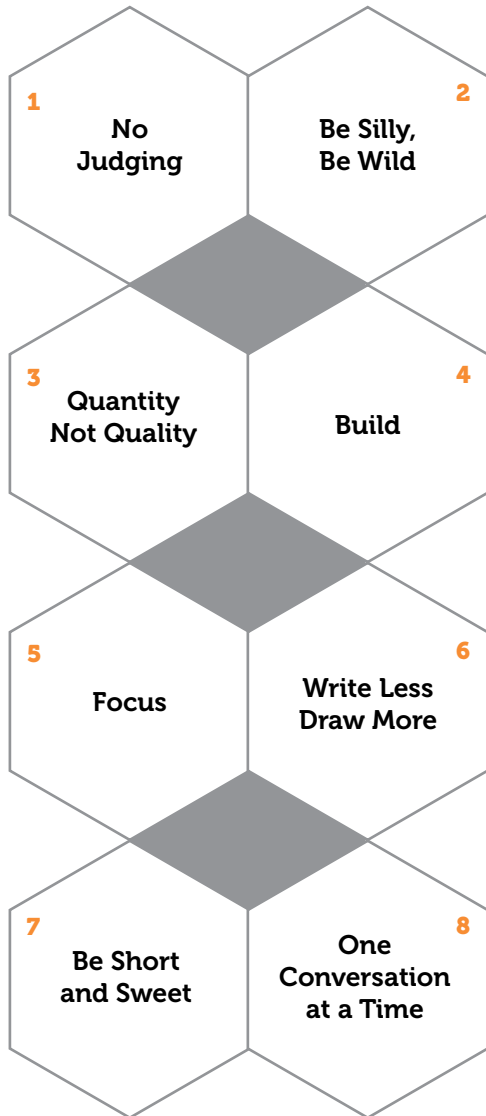 1
No
Judging
2
Be Silly,
Be Wild
3
Quantity
Not Quality
4
Build
5
Focus
6
Write Less
Draw More
7
Be Short
and Sweet
8
One
Conversation
at a Time